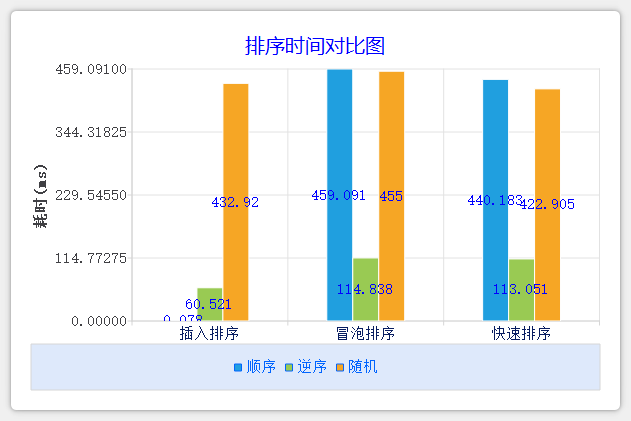 排序时间对比图
459.09100
344.31825
229.54550
114.77275
0.00000
耗时(ms)
0.078
60.521
432.92
459.091
114.838
455
440.183
113.051
422.905
插入排序
冒泡排序
快速排序
顺序
逆序
随机